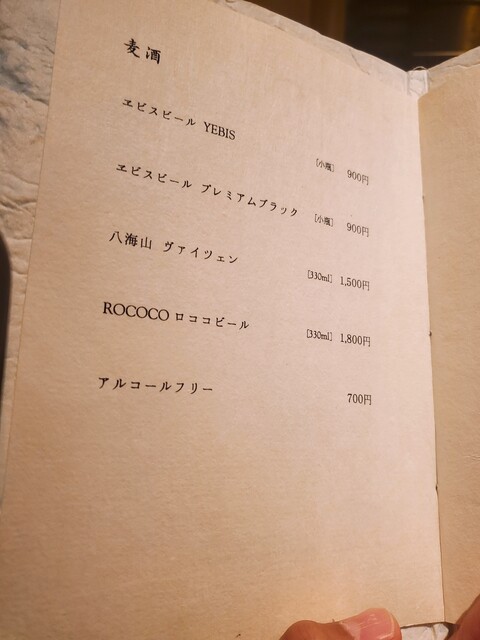 麦酒
ヱビスビール YEBIS
[小瓶] 900円
ヱビスビール プレミアムブラック
[小瓶] 900円
八海山 ヴァイツェン
[330ml] 1,500円
ROCOCO ロココビール
[330ml] 1,800円
アルコールフリー
700円